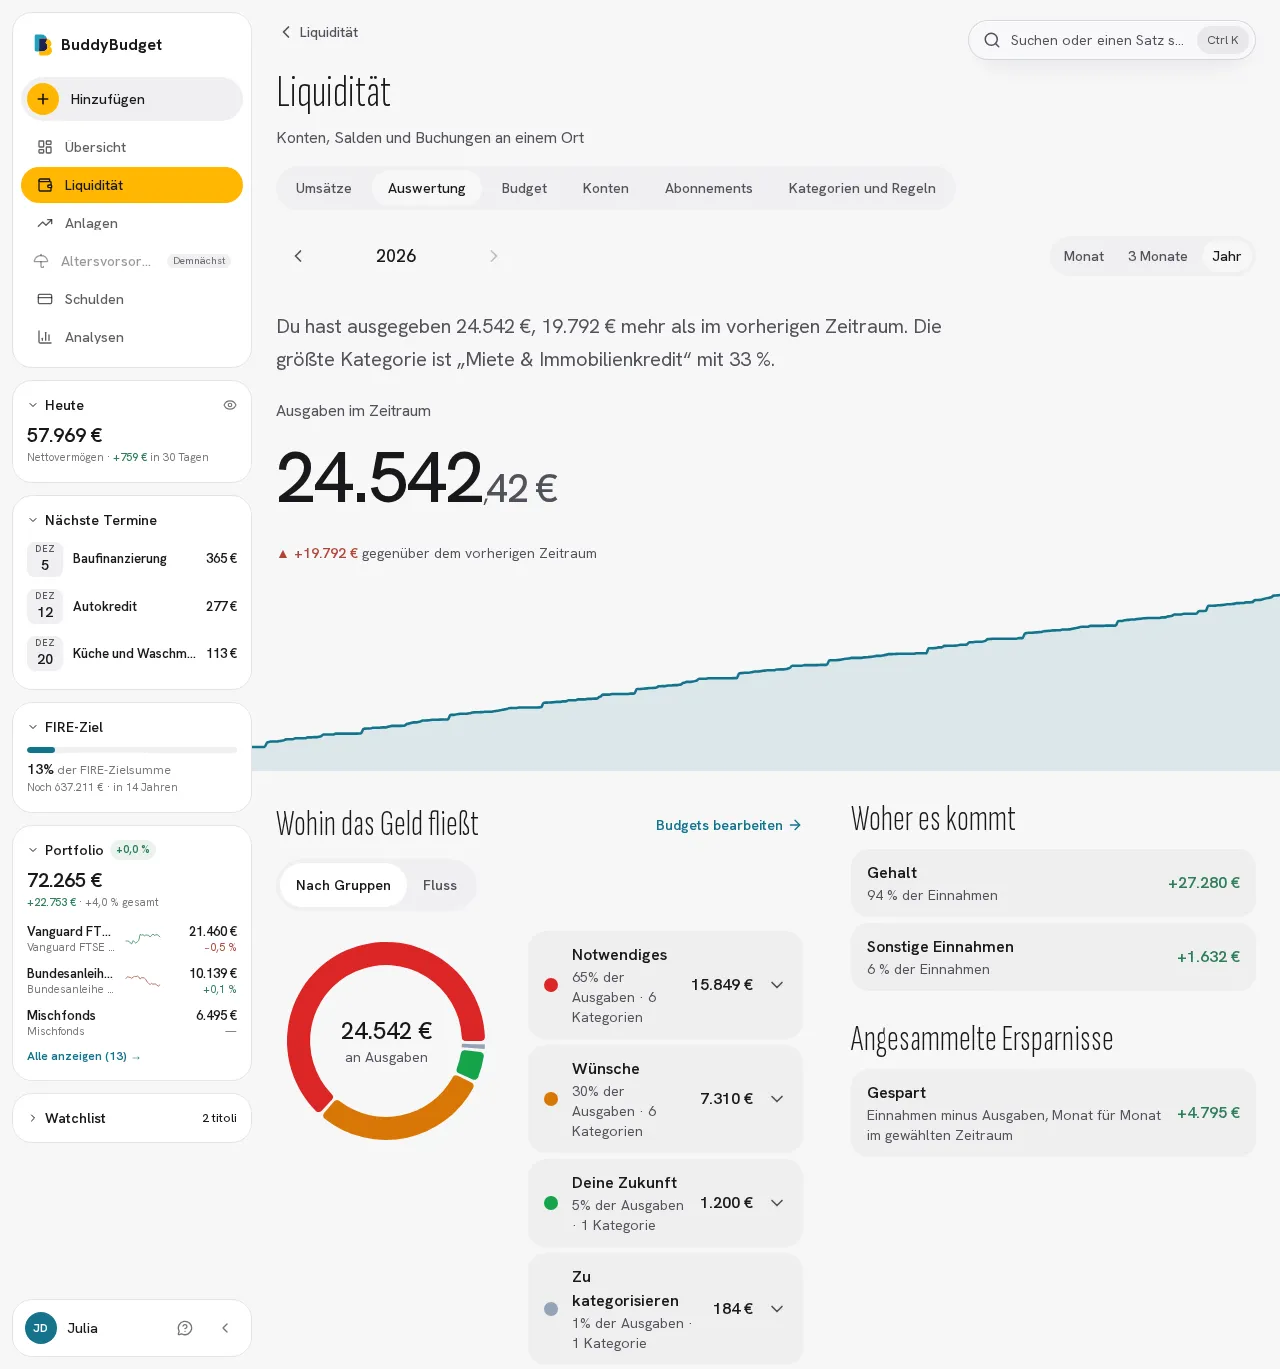 BuddyBudget
Hinzufügen
Übersicht
Liquidität
Anlagen
Altersvorsor... Demnächst
Schulden
Analysen
Heute
57.969 €
Nettovermögen · +759 € in 30 Tagen
Nächste Termine
DEZ
5
Baufinanzierung 365 €
DEZ
12
Autokredit 277 €
DEZ
20
Küche und Waschm... 113 €
FIRE-Ziel
13% der FIRE-Zielsumme
Noch 637.211 € · in 14 Jahren
Portfolio +0,0 %
72.265 €
+22.753 € · +4,0 % gesamt
Vanguard FT... 21.460 €
Vanguard FTSE ... −0,5 %
Bundesanleih... 10.139 €
Bundesanleihe ... +0,1 %
Mischfonds 6.495 €
Mischfonds —
Alle anzeigen (13) →
Watchlist 2 titoli
JD Julia
Liquidität
Suchen oder einen Satz s... Ctrl K
Liquidität
Konten, Salden und Buchungen an einem Ort
Umsätze Auswertung Budget Konten Abonnements Kategorien und Regeln
2026
Monat 3 Monate Jahr
Du hast ausgegeben 24.542 €, 19.792 € mehr als im vorherigen Zeitraum. Die
größte Kategorie ist „Miete & Immobilienkredit“ mit 33 %.
Ausgaben im Zeitraum
24.542,42 €
▲ +19.792 € gegenüber dem vorherigen Zeitraum
Wohin das Geld fließt
Budgets bearbeiten →
Nach Gruppen Fluss
24.542 €
an Ausgaben
Notwendiges
65% der
Ausgaben · 6
Kategorien
15.849 €
Wünsche
30% der
Ausgaben · 6
Kategorien
7.310 €
Deine Zukunft
5% der Ausgaben
· 1 Kategorie
1.200 €
Zu
kategorisieren
1% der Ausgaben ·
1 Kategorie
184 €
Woher es kommt
Gehalt
94 % der Einnahmen
+27.280 €
Sonstige Einnahmen
6 % der Einnahmen
+1.632 €
Angesammelte Ersparnisse
Gespart
Einnahmen minus Ausgaben, Monat für Monat
im gewählten Zeitraum
+4.795 €